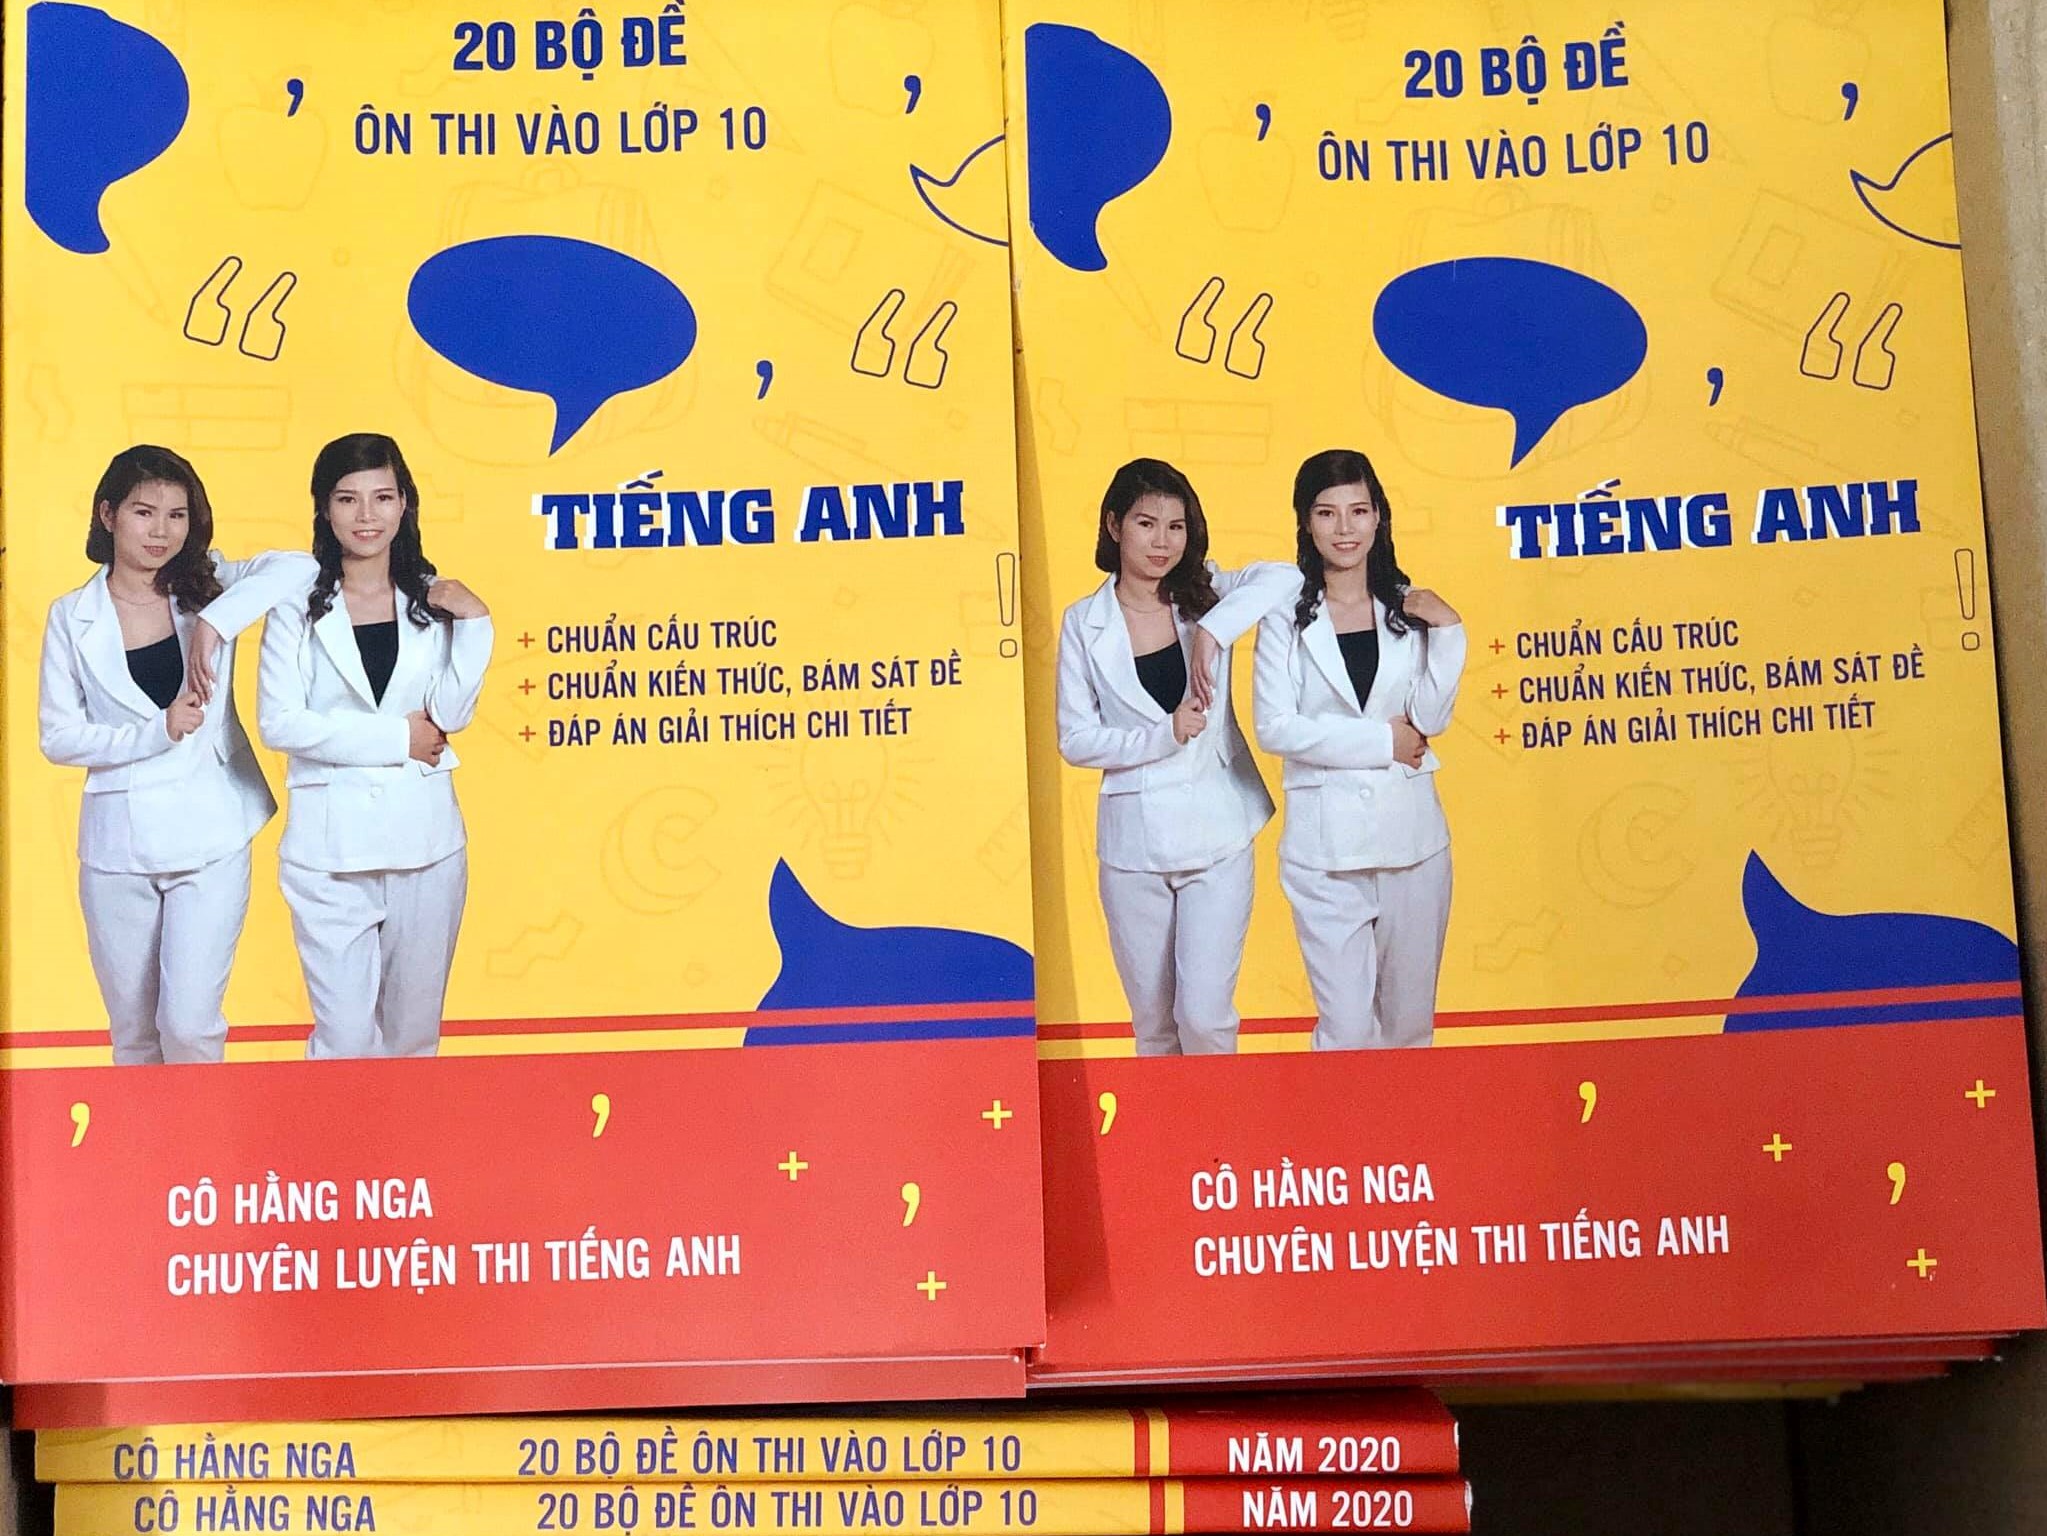 20 BỘ ĐỀ
ÔN THI VÀO LỚP 10
TIẾNG ANH
+ CHUẨN CẤU TRÚC
+ CHUẨN KIẾN THỨC, BÁM SÁT ĐỀ
+ ĐÁP ÁN GIẢI THÍCH CHI TIẾT
CÔ HẰNG NGA
CHUYÊN LUYỆN THI TIẾNG ANH
20 BỘ ĐỀ
ÔN THI VÀO LỚP 10
TIẾNG ANH
+ CHUẨN CẤU TRÚC
+ CHUẨN KIẾN THỨC, BÁM SÁT ĐỀ
+ ĐÁP ÁN GIẢI THÍCH CHI TIẾT
CÔ HẰNG NGA
CHUYÊN LUYỆN THI TIẾNG ANH
CÔ HẰNG NGA 20 BỘ ĐỀ ÔN THI VÀO LỚP 10 NĂM 2020
CÔ HẰNG NGA 20 BỘ ĐỀ ÔN THI VÀO LỚP 10 NĂM 2020